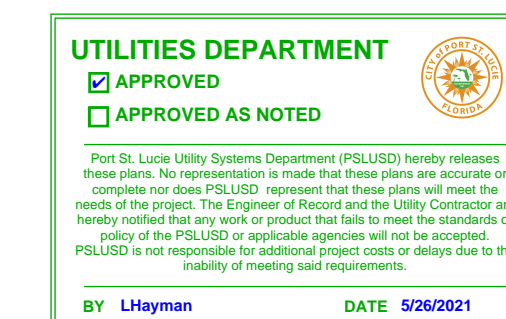 UTILITIES DEPARTMENT
CITY of PORT ST. LUCIE
FLORIDA
APPROVED
APPROVED AS NOTED
Port St. Lucie Utility Systems Department (PSLUSD) hereby releases
these plans. No representation is made that these plans are accurate or
complete nor does PSLUSD represent that these plans will meet the
needs of the project. The Engineer of Record and the Utility Contractor
hereby notified that any work or product that fails to meet the standards
policy of the PSLUSD or applicable agencies will not be accepted.
PSLUSD is not responsible for additional project costs or delays due to
inability of meeting said requirements.
BY LHayman DATE 5/26/2021